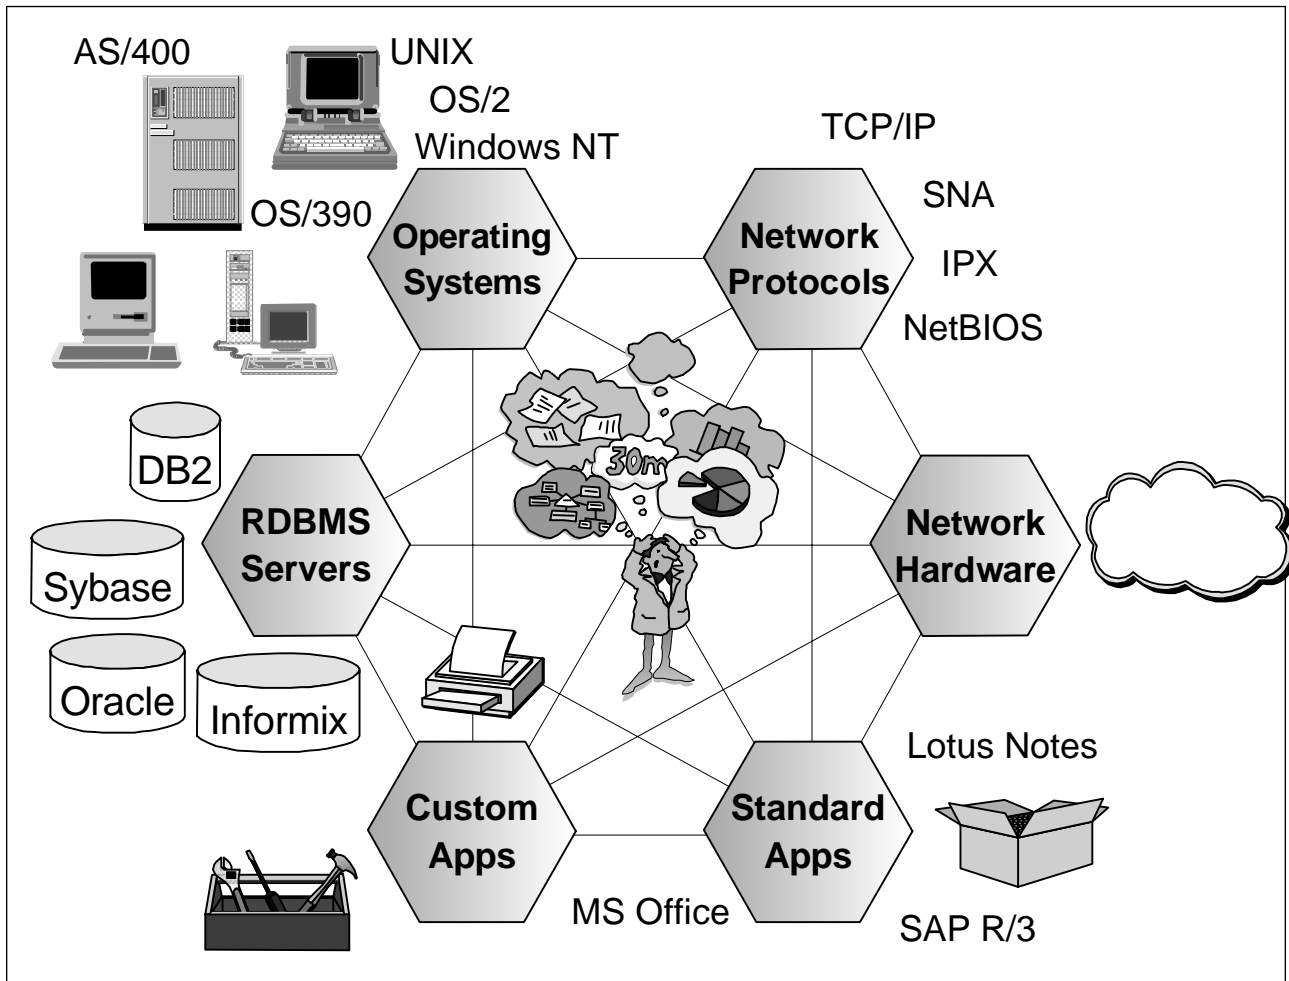 AS/400
UNIX
OS/2
Windows NT
OS/390
TCP/IP
SNA
IPX
NetBIOS
Operating
Systems
Network
Protocols
30m
DB2
Sybase
Oracle
Informix
RDBMS
Servers
Network
Hardware
Custom
Apps
Standard
Apps
Lotus Notes
MS Office
SAP R/3